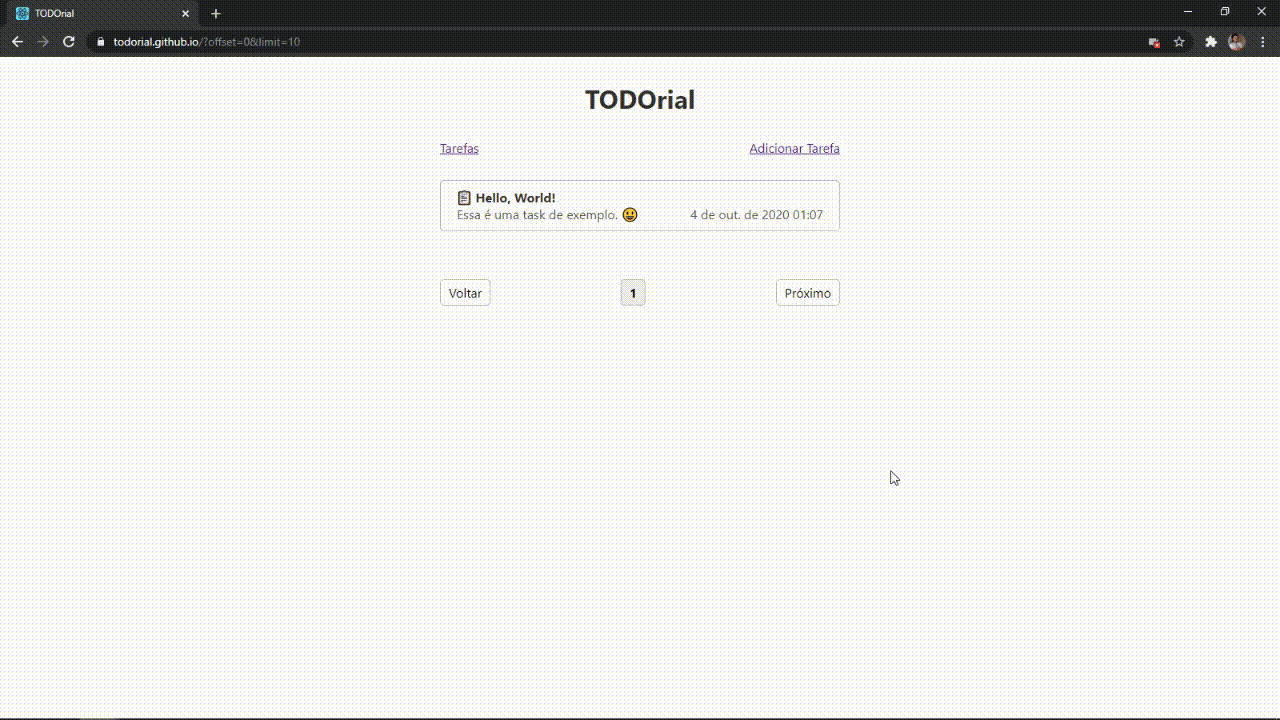 TODOrial
todorial.github.io/?offset=0&limit=10
TODOrial
Tarefas
Adicionar Tarefa
📋 Hello, World!
Essa é uma task de exemplo. 😀
4 de out. de 2020 01:07
Voltar
1
Próximo